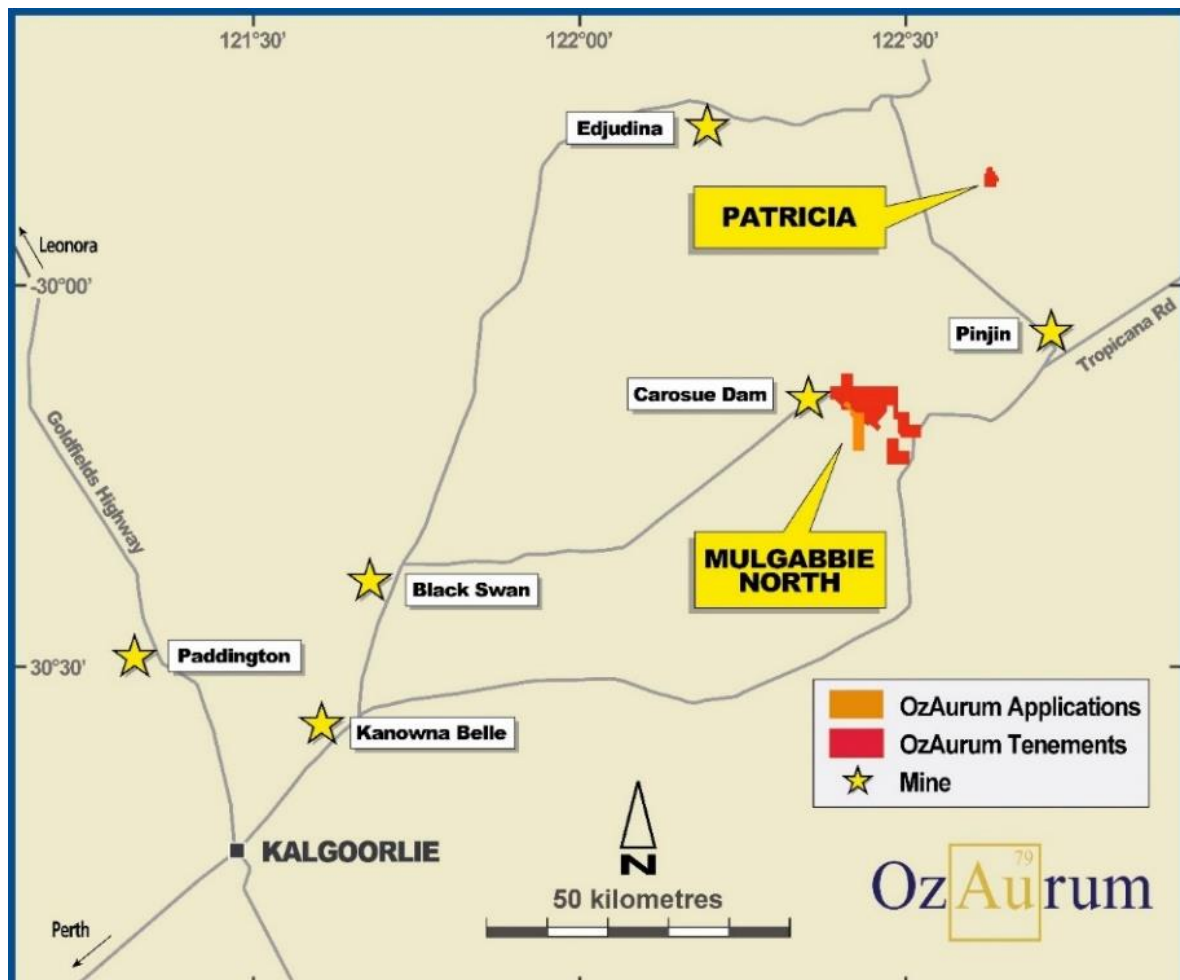 121°30'
122°00'
122°30'
Edjudina
PATRICIA
Leonora
-30°00'
Pinjin
Tropicana Rd
Carosue Dam
Goldfields Highway
MULGABBIE
NORTH
Black Swan
Paddington
30°30'
Kanowna Belle
OzAurum Applications
OzAurum Tenements
Mine
KALGOORLIE
N
50 kilometres
79
OzAurum
Perth